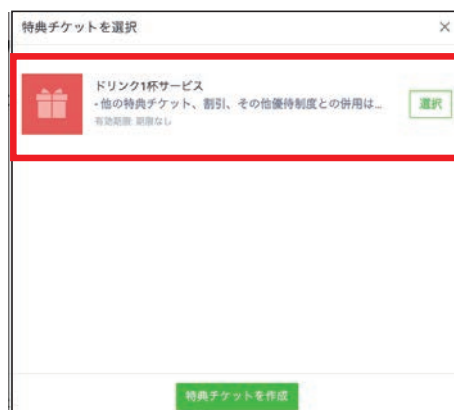 特典チケットを選択
ドリンク1杯サービス
・他の特典チケット、割引、その他優待制度との併用は...
選択
有効期限: 期限なし
特典チケットを作成